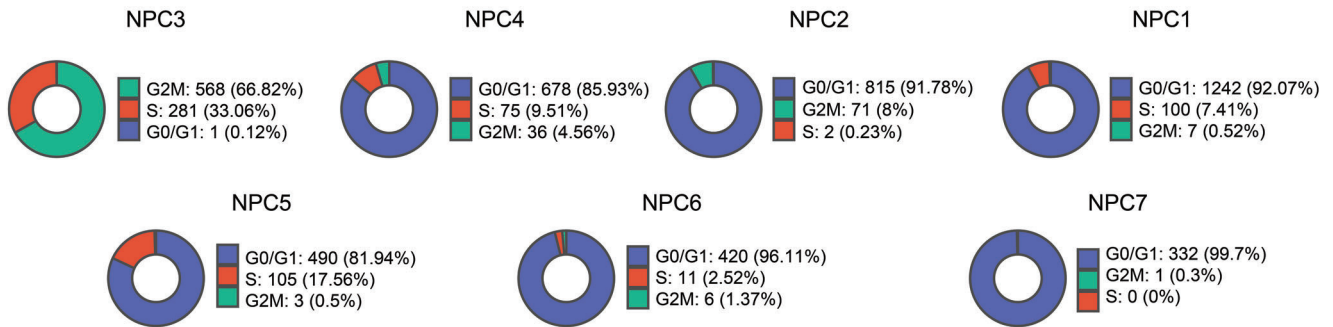 NPC3
G2M: 568 (66.82%)
S: 281 (33.06%)
G0/G1: 1 (0.12%)
NPC4
G0/G1: 678 (85.93%)
S: 75 (9.51%)
G2M: 36 (4.56%)
NPC2
G0/G1: 815 (91.78%)
G2M: 71 (8%)
S: 2 (0.23%)
NPC1
G0/G1: 1242 (92.07%)
S: 100 (7.41%)
G2M: 7 (0.52%)
NPC5
G0/G1: 490 (81.94%)
S: 105 (17.56%)
G2M: 3 (0.5%)
NPC6
G0/G1: 420 (96.11%)
S: 11 (2.52%)
G2M: 6 (1.37%)
NPC7
G0/G1: 332 (99.7%)
G2M: 1 (0.3%)
S: 0 (0%)